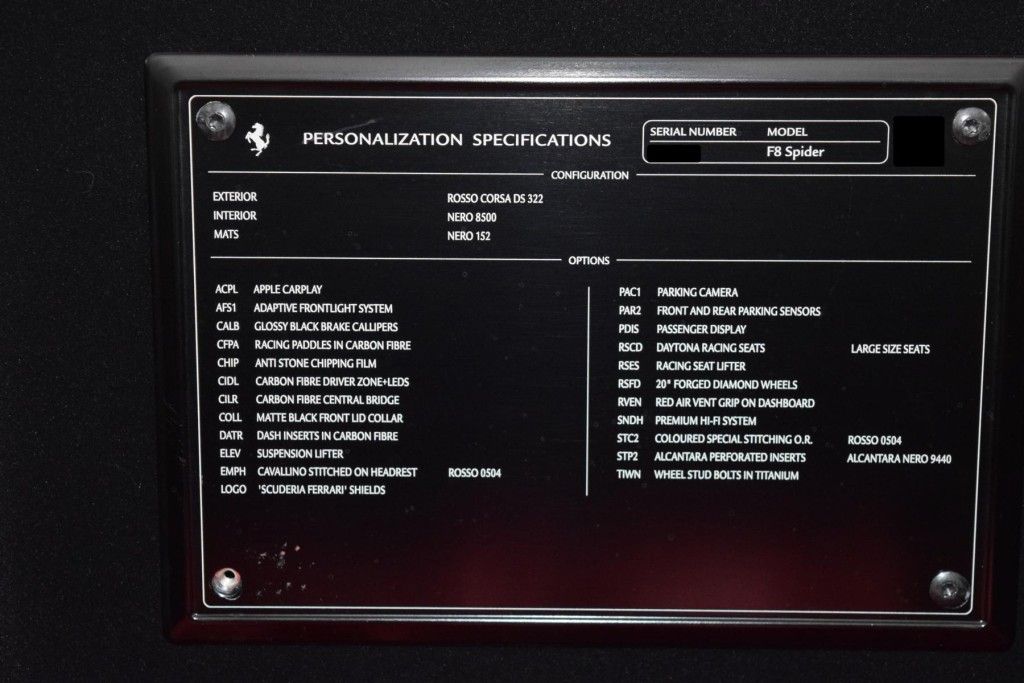 PERSONALIZATION SPECIFICATIONS
SERIAL NUMBER MODEL
F8 Spider
CONFIGURATION
EXTERIOR ROSSO CORSA DS 322
INTERIOR NERO 8500
MATS NERO 152
OPTIONS
ACPL APPLE CARPLAY
AFS1 ADAPTIVE FRONTLIGHT SYSTEM
CALB GLOSSY BLACK BRAKE CALLIPERS
CFPA RACING PADDLES IN CARBON FIBRE
CHIP ANTI STONE CHIPPING FILM
CIDL CARBON FIBRE DRIVER ZONE+LEDS
CILR CARBON FIBRE CENTRAL BRIDGE
COLL MATTE BLACK FRONT LID COLLAR
DATR DASH INSERTS IN CARBON FIBRE
ELEV SUSPENSION LIFTER
EMPH CAVALLINO STITCHED ON HEADREST ROSSO 0504
LOGO 'SCUDERIA FERRARI' SHIELDS
PAC1 PARKING CAMERA
PAR2 FRONT AND REAR PARKING SENSORS
PDIS PASSENGER DISPLAY
RSCD DAYTONA RACING SEATS LARGE SIZE SEATS
RSES RACING SEAT LIFTER
RSFD 20" FORGED DIAMOND WHEELS
RVEN RED AIR VENT GRIP ON DASHBOARD
SNDH PREMIUM HI-FI SYSTEM
STC2 COLOURED SPECIAL STITCHING O.R. ROSSO 0504
STP2 ALCANTARA PERFORATED INSERTS ALCANTARA NERO 9440
TIWN WHEEL STUD BOLTS IN TITANIUM